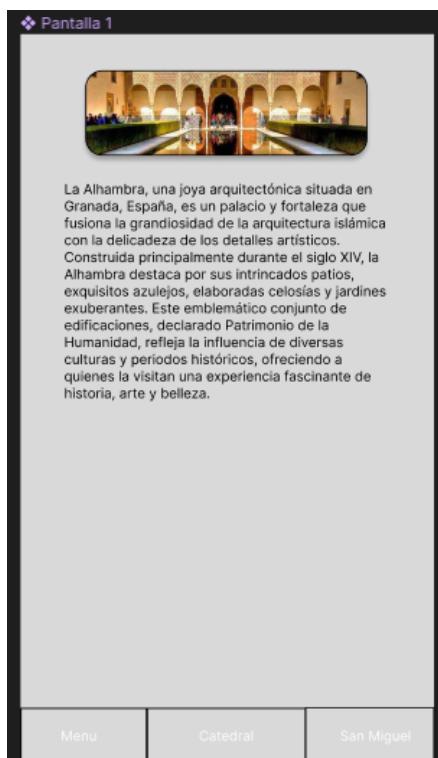 Pantalla 1
La Alhambra, una joya arquitectónica situada en
Granada, España, es un palacio y fortaleza que
fusiona la grandiosidad de la arquitectura islámica
con la delicadeza de los detalles artísticos.
Construida principalmente durante el siglo XIV, la
Alhambra destaca por sus intrincados patios,
exquisitos azulejos, elaboradas celosías y jardines
exuberantes. Este emblemático conjunto de
edificaciones, declarado Patrimonio de la
Humanidad, refleja la influencia de diversas
culturas y periodos históricos, ofreciendo a
quienes la visitan una experiencia fascinante de
historia, arte y belleza.
Menu Catedral San Miguel